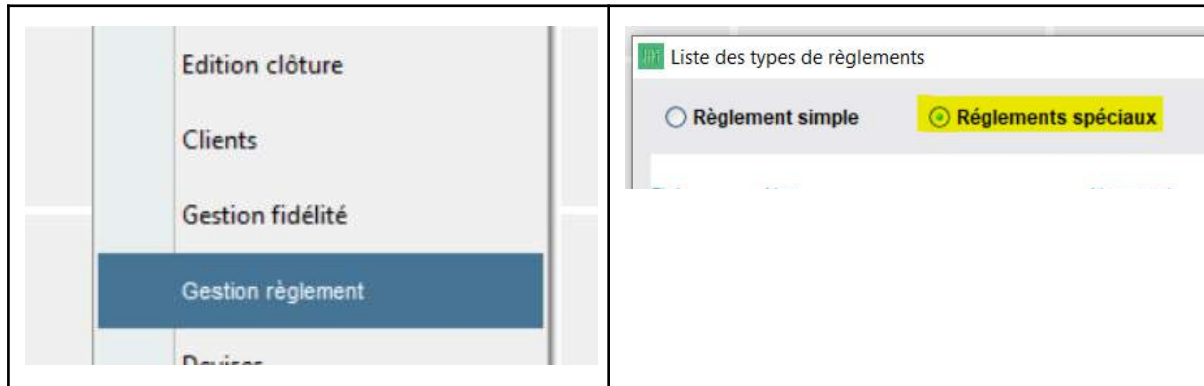 Edition clôture
Clients
Gestion fidélité
Gestion règlement
Liste des types de règlements
Règlement simple
Réglements spéciaux